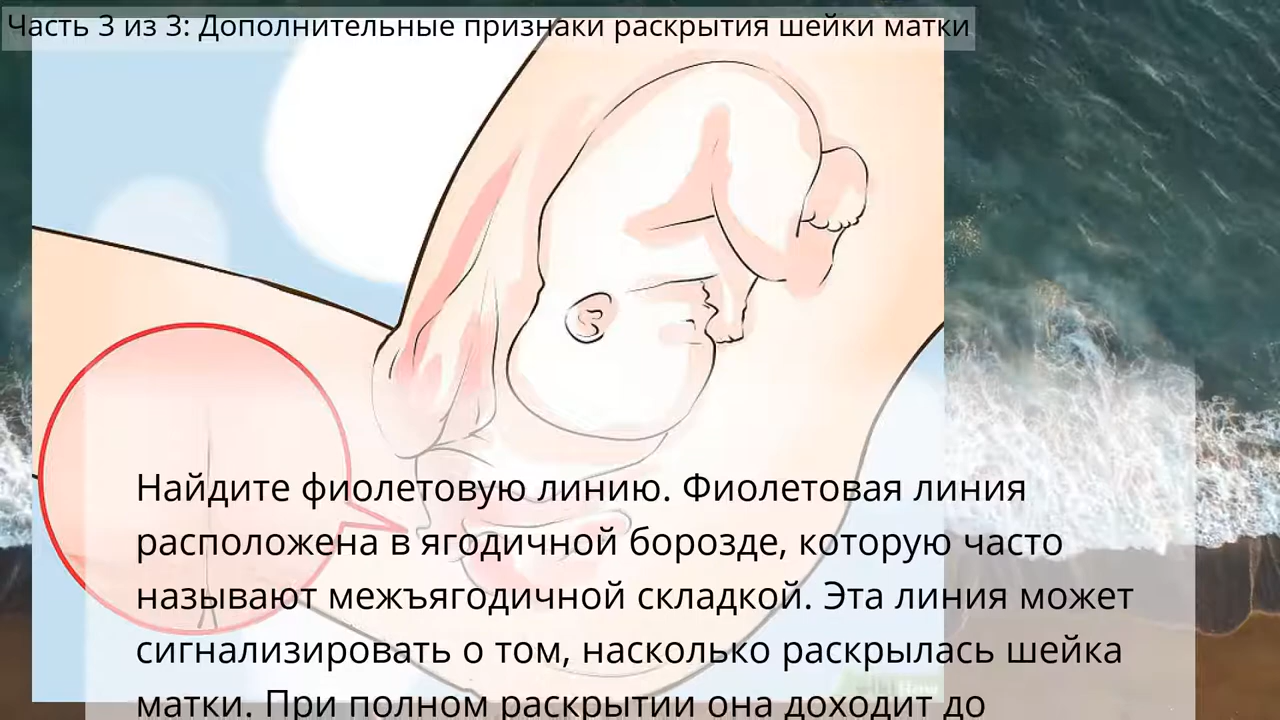 Часть 3 из 3: Дополнительные признаки раскрытия шейки матки
Найдите фиолетовую линию. Фиолетовая линия
расположена в ягодичной борозде, которую часто
называют межъягодичной складкой. Эта линия может
сигнализировать о том, насколько раскрылась шейка
матки. При полном раскрытии она доходит до